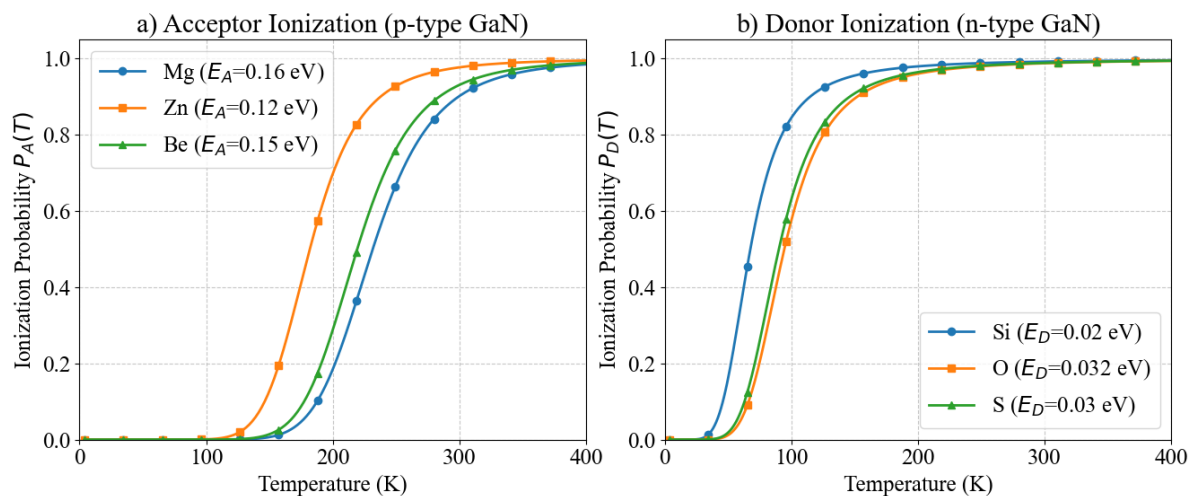 a) Acceptor Ionization (p-type GaN)
Ionization Probability P_A(T)
1.0
0.8
0.6
0.4
0.2
0.0
Mg (E_A=0.16 eV)
Zn (E_A=0.12 eV)
Be (E_A=0.15 eV)
0 100 200 300 400
Temperature (K)
b) Donor Ionization (n-type GaN)
Ionization Probability P_D(T)
1.0
0.8
0.6
0.4
0.2
0.0
Si (E_D=0.02 eV)
O (E_D=0.032 eV)
S (E_D=0.03 eV)
0 100 200 300 400
Temperature (K)